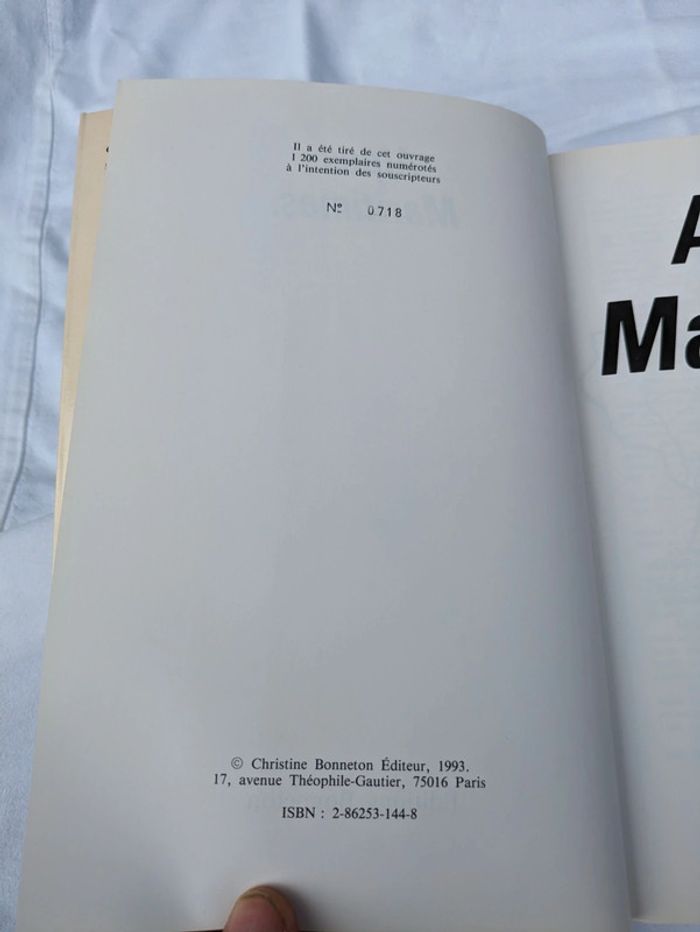 Il a été tiré de cet ouvrage
1 200 exemplaires numérotés
à l'intention des souscripteurs
Nº 0718
© Christine Bonneton Éditeur, 1993.
17, avenue Théophile-Gautier, 75016 Paris
ISBN : 2-86253-144-8
A
Ma